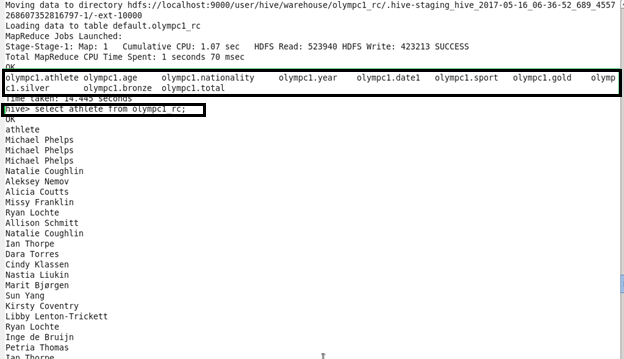 Moving data to directory hdfs://localhost:9000/user/hive/warehouse/olympc1_rc/.hive-staging_hive_2017-05-16_06-36-52_689_4557
268607352816797-1/-ext-10000
Loading data to table default.olympc1_rc
MapReduce Jobs Launched:
Stage-Stage-1: Map: 1   Cumulative CPU: 1.07 sec   HDFS Read: 523940 HDFS Write: 423213 SUCCESS
Total MapReduce CPU Time Spent: 1 seconds 70 msec
OK
olympc1.athlete olympc1.age     olympc1.nationality     olympc1.year    olympc1.date1   olympc1.sport   olympc1.gold    olymp
c1.silver       olympc1.bronze  olympc1.total
Time taken: 14.445 seconds
hive> select athlete from olympc1_rc;
OK
athlete
Michael Phelps
Michael Phelps
Michael Phelps
Natalie Coughlin
Aleksey Nemov
Alicia Coutts
Missy Franklin
Ryan Lochte
Allison Schmitt
Natalie Coughlin
Ian Thorpe
Dara Torres
Cindy Klassen
Nastia Liukin
Marit Bjørgen
Sun Yang
Kirsty Coventry
Libby Lenton-Trickett
Ryan Lochte
Inge de Bruijn
Petria Thomas
Ian Thorpe